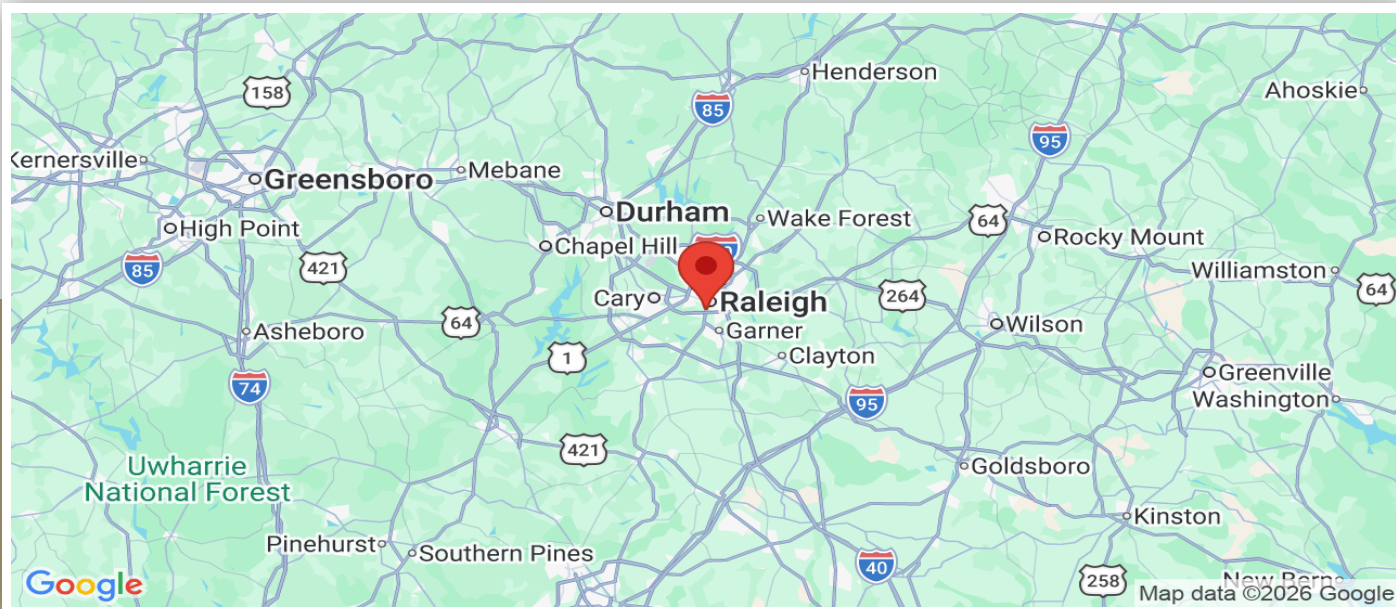 Henderson
158
85
Ahoskie
95
Kernersville
Mebane
Greensboro
Durham
Wake Forest
64
High Point
Chapel Hill
Rocky Mount
85
421
Williamston
64
Cary
Raleigh
264
64
Wilson
Asheboro
Garner
1
Clayton
74
Greenville
95
Washington
421
Uwharrie
National Forest
Goldsboro
Kinston
Pinehurst
Southern Pines
40
258
New Bern
Google
Map data ©2026 Google